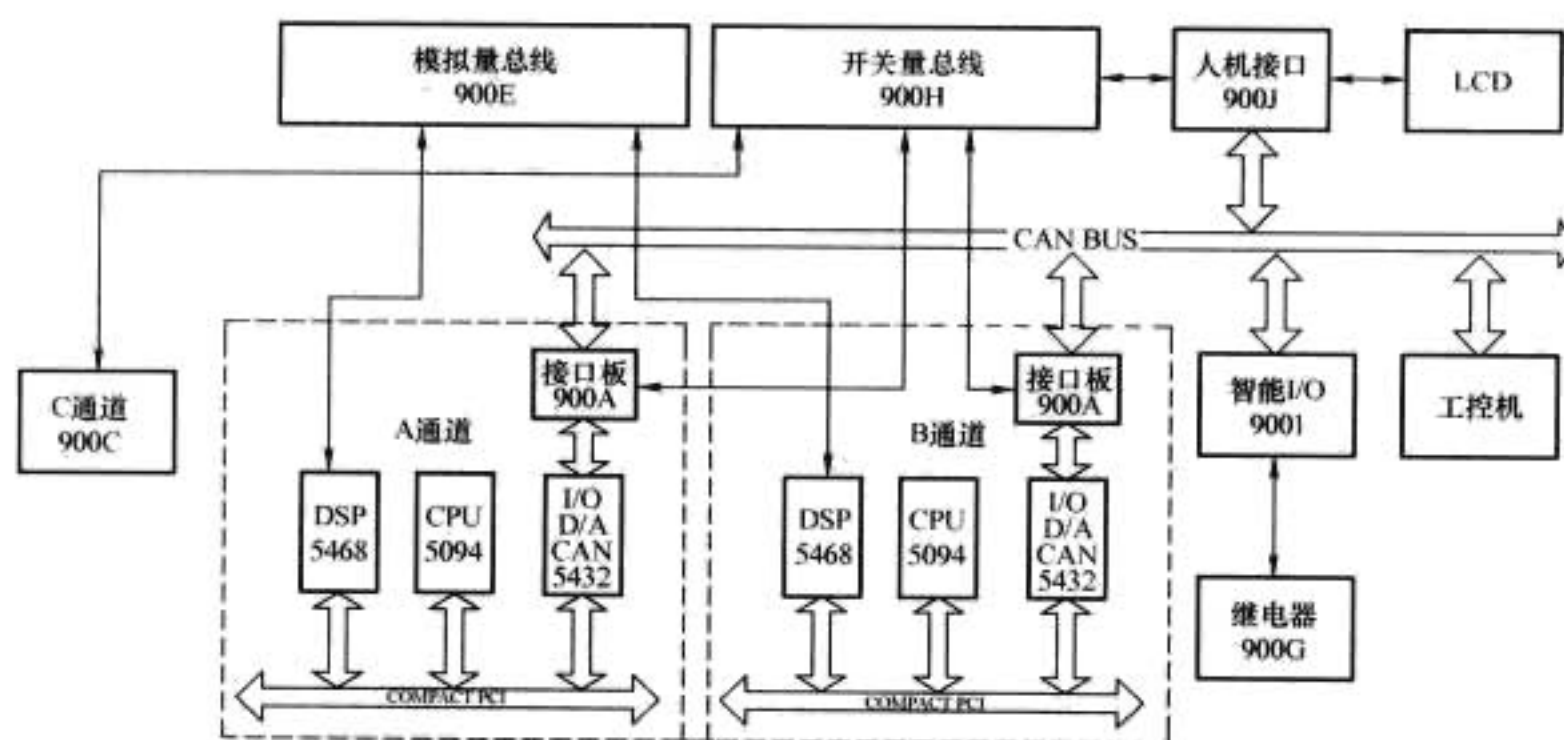 模拟量总线
900E
开关量总线
900H
人机接口
900J
LCD
CAN BUS
C通道
900C
A通道
接口板
900A
DSP
5468
CPU
5094
I/O
D/A
CAN
5432
COMPACT PCI
B通道
接口板
900A
DSP
5468
CPU
5094
I/O
D/A
CAN
5432
COMPACT PCI
智能I/O
900I
工控机
继电器
900G